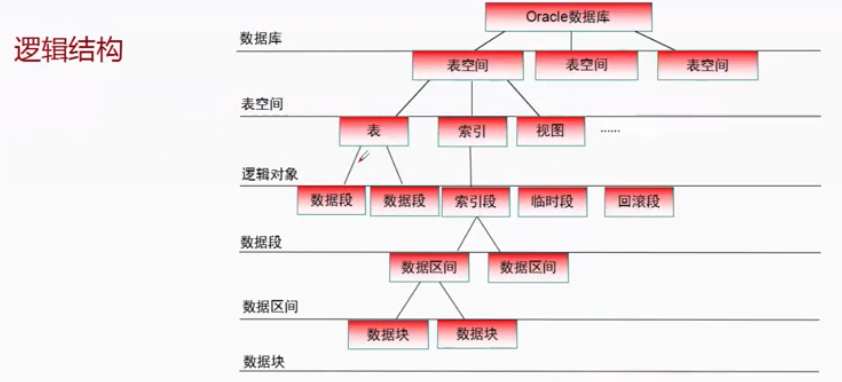 逻辑结构
Oracle数据库
数据库
表空间 表空间 表空间
表空间
表 索引 视图 ······
逻辑对象
数据段 数据段 索引段 临时段 回滚段
数据段
数据区间 数据区间
数据区间
数据块 数据块
数据块